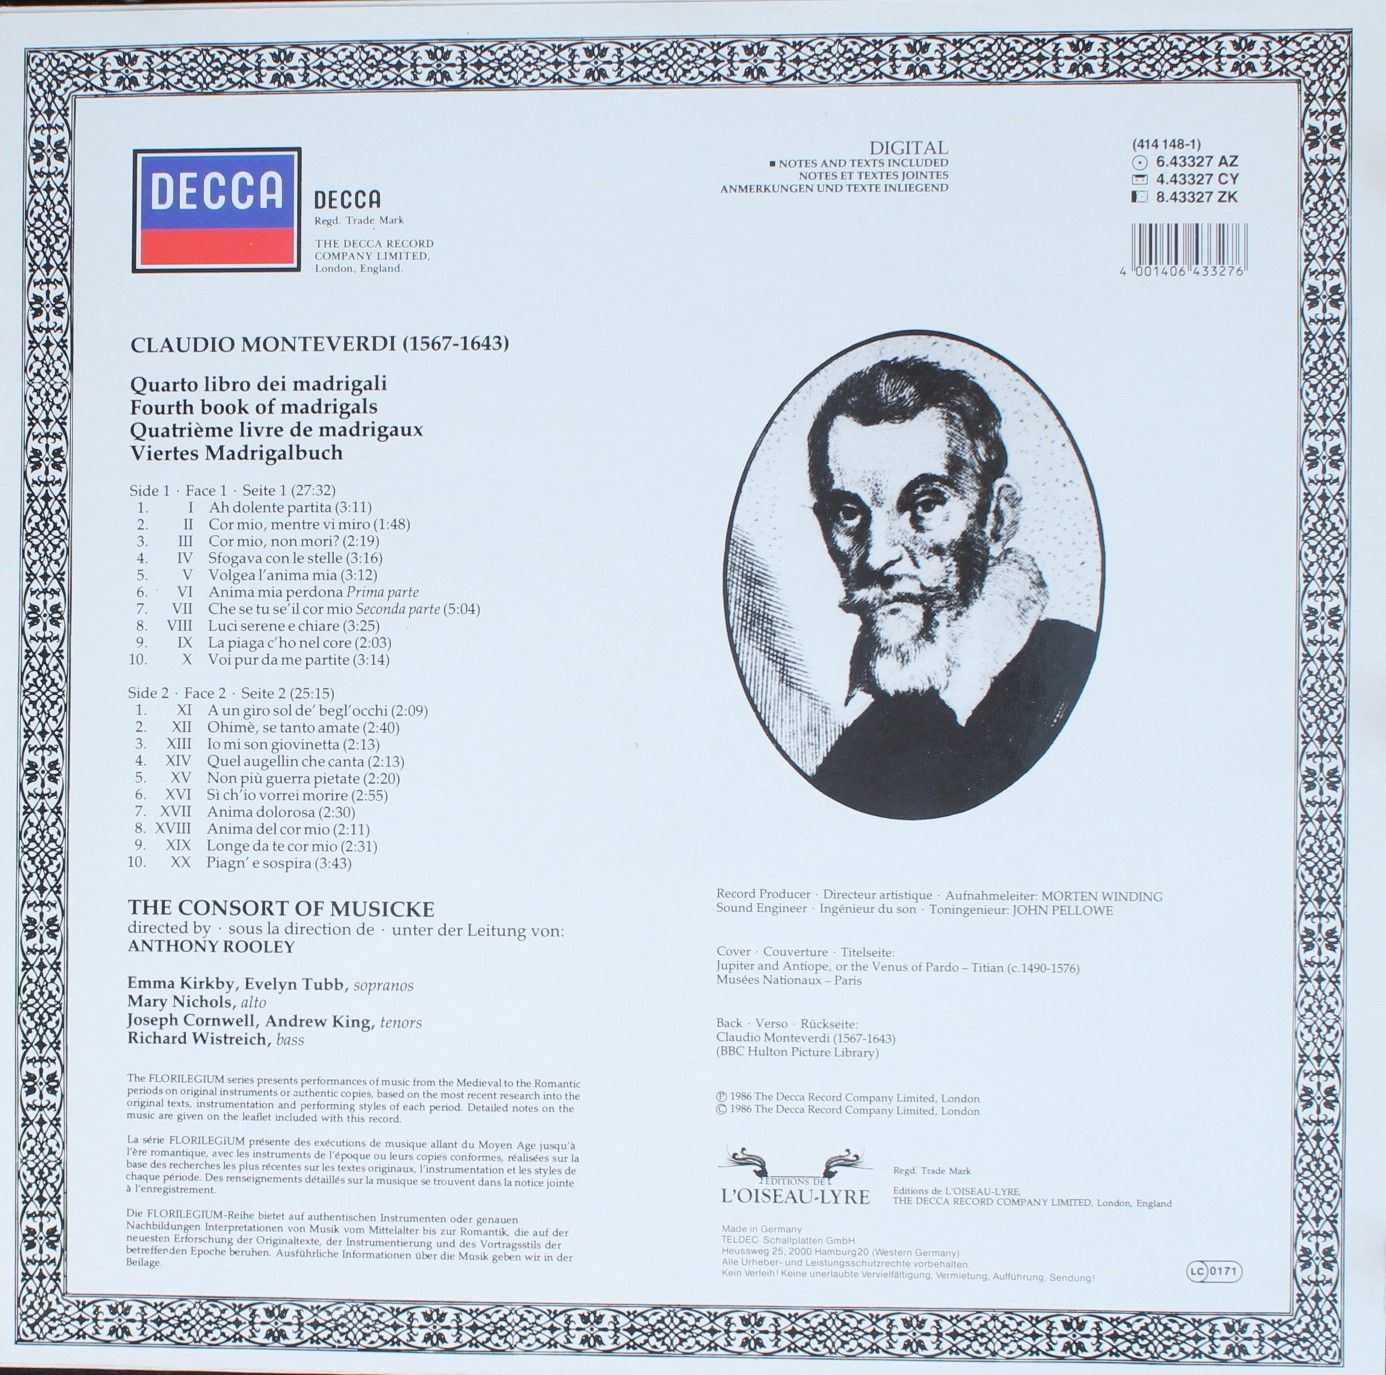 DECCA
DECCA
Regd. Trade Mark
THE DECCA RECORD
COMPANY LIMITED,
London, England.
DIGITAL
■ NOTES AND TEXTS INCLUDED
NOTES ET TEXTES JOINTES
ANMERKUNGEN UND TEXTE INLIEGEND
(414 148-1)
6.43327 AZ
4.43327 CY
8.43327 ZK
4 001406 433276
CLAUDIO MONTEVERDI (1567-1643)
Quarto libro dei madrigali
Fourth book of madrigals
Quatrième livre de madrigaux
Viertes Madrigalbuch
Side 1 · Face 1 · Seite 1 (27:32)
1. I Ah dolente partita (3:11)
2. II Cor mio, mentre vi miro (1:48)
3. III Cor mio, non mori? (2:19)
4. IV Sfogava con le stelle (3:16)
5. V Volgea l'anima mia (3:12)
6. VI Anima mia perdona Prima parte
7. VII Che se tu se'il cor mio Seconda parte (5:04)
8. VIII Luci serene e chiare (3:25)
9. IX La piaga c'ho nel core (2:03)
10. X Voi pur da me partite (3:14)
Side 2 · Face 2 · Seite 2 (25:15)
1. XI A un giro sol de' begl'occhi (2:09)
2. XII Ohimè, se tanto amate (2:40)
3. XIII Io mi son giovinetta (2:13)
4. XIV Quel augellin che canta (2:13)
5. XV Non più guerra pietate (2:20)
6. XVI Sì ch'io vorrei morire (2:55)
7. XVII Anima dolorosa (2:30)
8. XVIII Anima del cor mio (2:11)
9. XIX Longe da te cor mio (2:31)
10. XX Piagn' e sospira (3:43)
THE CONSORT OF MUSICKE
directed by · sous la direction de · unter der Leitung von:
ANTHONY ROOLEY
Emma Kirkby, Evelyn Tubb, sopranos
Mary Nichols, alto
Joseph Cornwell, Andrew King, tenors
Richard Wistreich, bass
The FLORILEGIUM series presents performances of music from the Medieval to the Romantic
periods on original instruments or authentic copies, based on the most recent research into the
original texts, instrumentation and performing styles of each period. Detailed notes on the
music are given on the leaflet included with this record.
La série FLORILEGIUM présente des exécutions de musique allant du Moyen Age jusqu'à
l'ère romantique, avec les instruments de l'époque ou leurs copies conformes, réalisées sur la
base des recherches les plus récentes sur les textes originaux, l'instrumentation et les styles de
chaque période. Des renseignements détaillés sur la musique se trouvent dans la notice jointe
à l'enregistrement.
Die FLORILEGIUM-Reihe bietet auf authentischen Instrumenten oder genauen
Nachbildungen Interpretationen von Musik vom Mittelalter bis zur Romantik, die auf der
neuesten Erforschung der Originaltexte, der Instrumentierung und des Vortragsstils der
betreffenden Epoche beruhen. Ausführliche Informationen über die Musik geben wir in der
Beilage.
Record Producer · Directeur artistique · Aufnahmeleiter: MORTEN WINDING
Sound Engineer · Ingénieur du son · Toningenieur: JOHN PELLOWE
Cover · Couverture · Titelseite:
Jupiter and Antiope, or the Venus of Pardo – Titian (c.1490-1576)
Musées Nationaux – Paris
Back · Verso · Rückseite:
Claudio Monteverdi (1567-1643)
(BBC Hulton Picture Library)
℗ 1986 The Decca Record Company Limited, London
© 1986 The Decca Record Company Limited, London
EDITIONS DE
L'OISEAU-LYRE
Regd. Trade Mark
Editions de L'OISEAU-LYRE,
THE DECCA RECORD COMPANY LIMITED, London, England
Made in Germany
TELDEC Schallplatten GmbH
Heussweg 25, 2000 Hamburg20 (Western Germany)
Alle Urheber- und Leistungsschutzrechte vorbehalten.
Kein Verleih! Keine unerlaubte Vervielfältigung, Vermietung, Aufführung, Sendung!
LC 0171